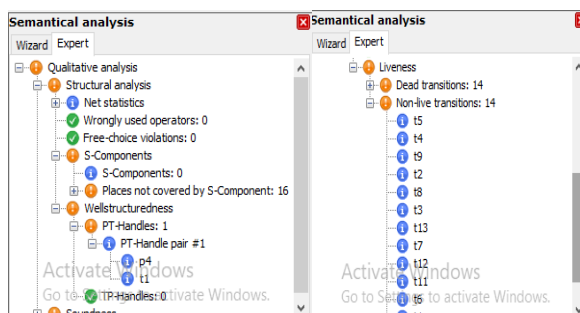 Semantical analysis
Wizard Expert
Qualitative analysis
Structural analysis
Net statistics
Wrongly used operators: 0
Free-choice violations: 0
S-Components
S-Components: 0
Places not covered by S-Component: 16
Wellstructuredness
PT-Handles: 1
PT-Handle pair #1
p4
t1
TP-Handles: 0
Soundness
Activate Windows
Go to Settings to activate Windows.
Semantical analysis
Wizard Expert
Liveness
Dead transitions: 14
Non-live transitions: 14
t5
t4
t9
t2
t8
t3
t13
t7
t12
t11
t6
Activate Windows
Go to Settings to activate Windows.